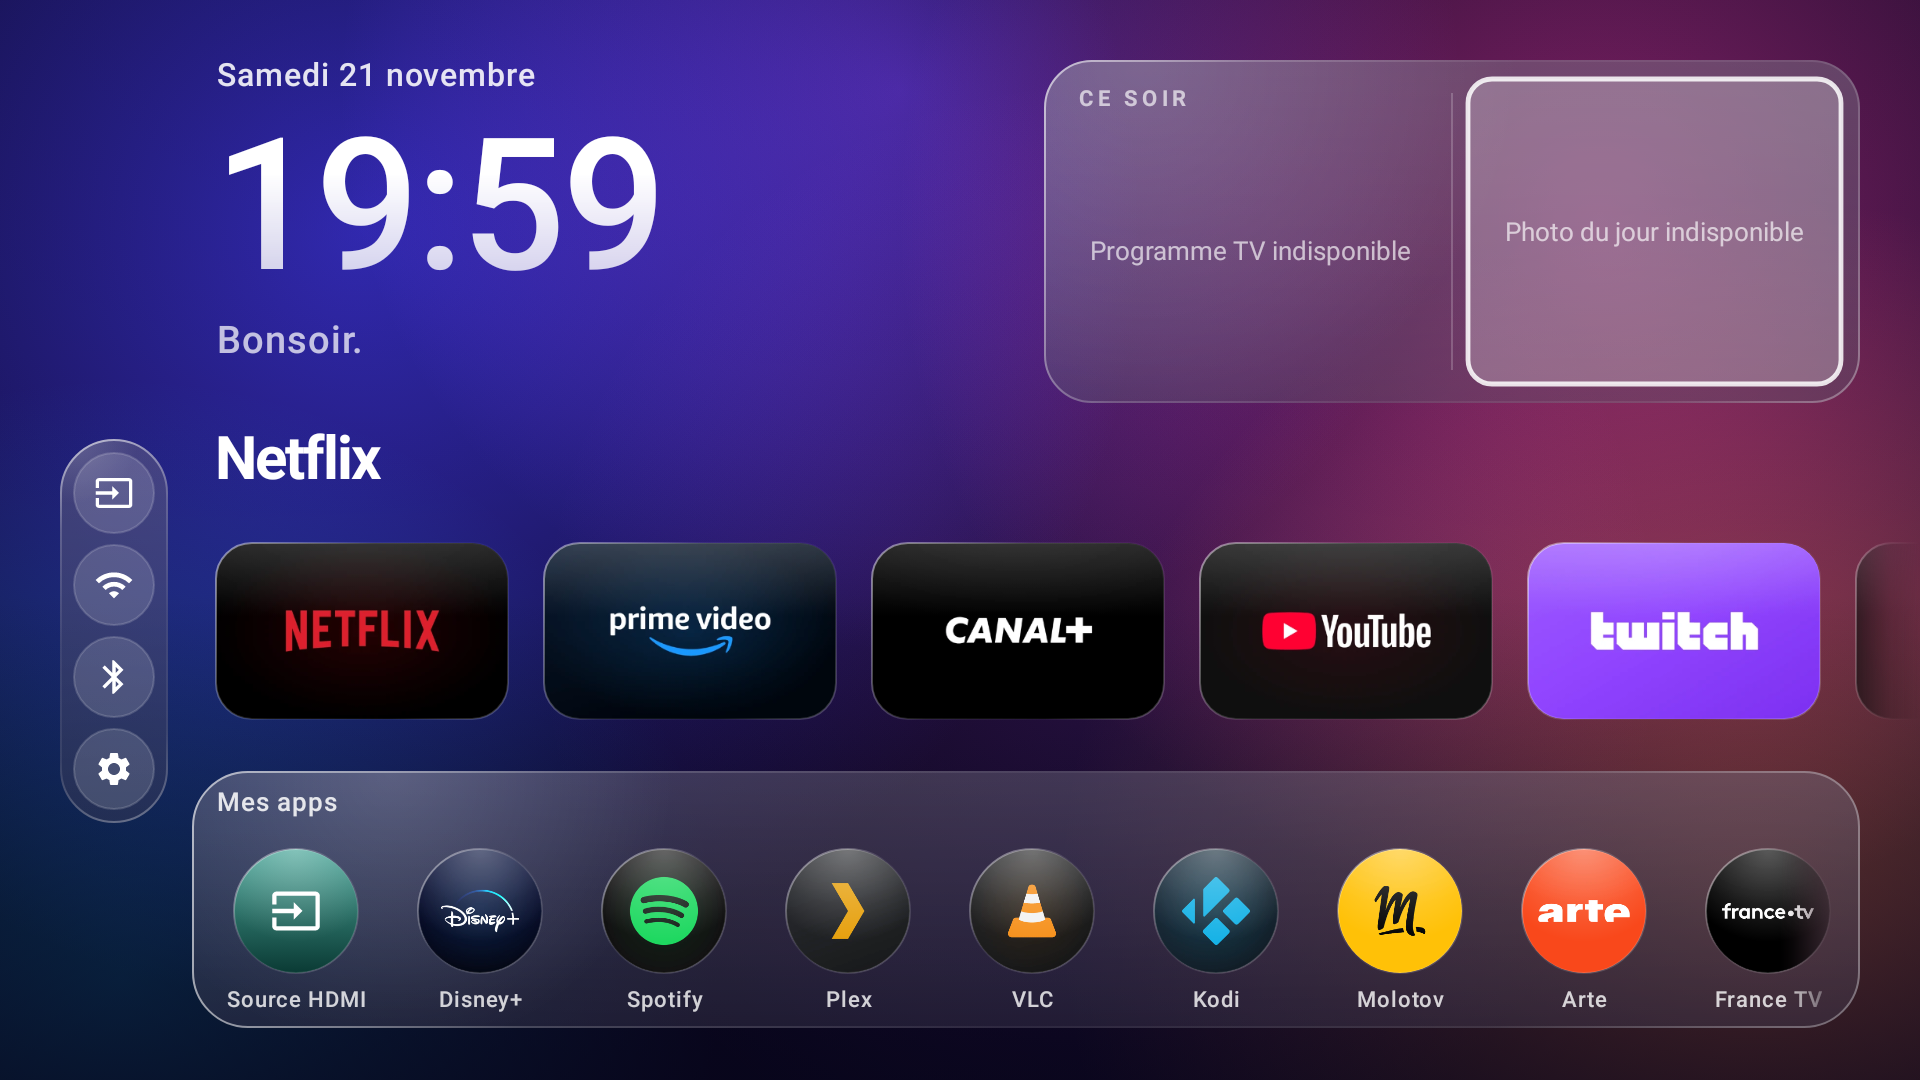 Samedi 21 novembre
19:59
Bonsoir.
CE SOIR
Programme TV indisponible
Photo du jour indisponible
Netflix
NETFLIX
prime video
CANAL+
YouTube
twitch
Mes apps
Disney+
M.
arte
france•tv
Source HDMI
Disney+
Spotify
Plex
VLC
Kodi
Molotov
Arte
France TV